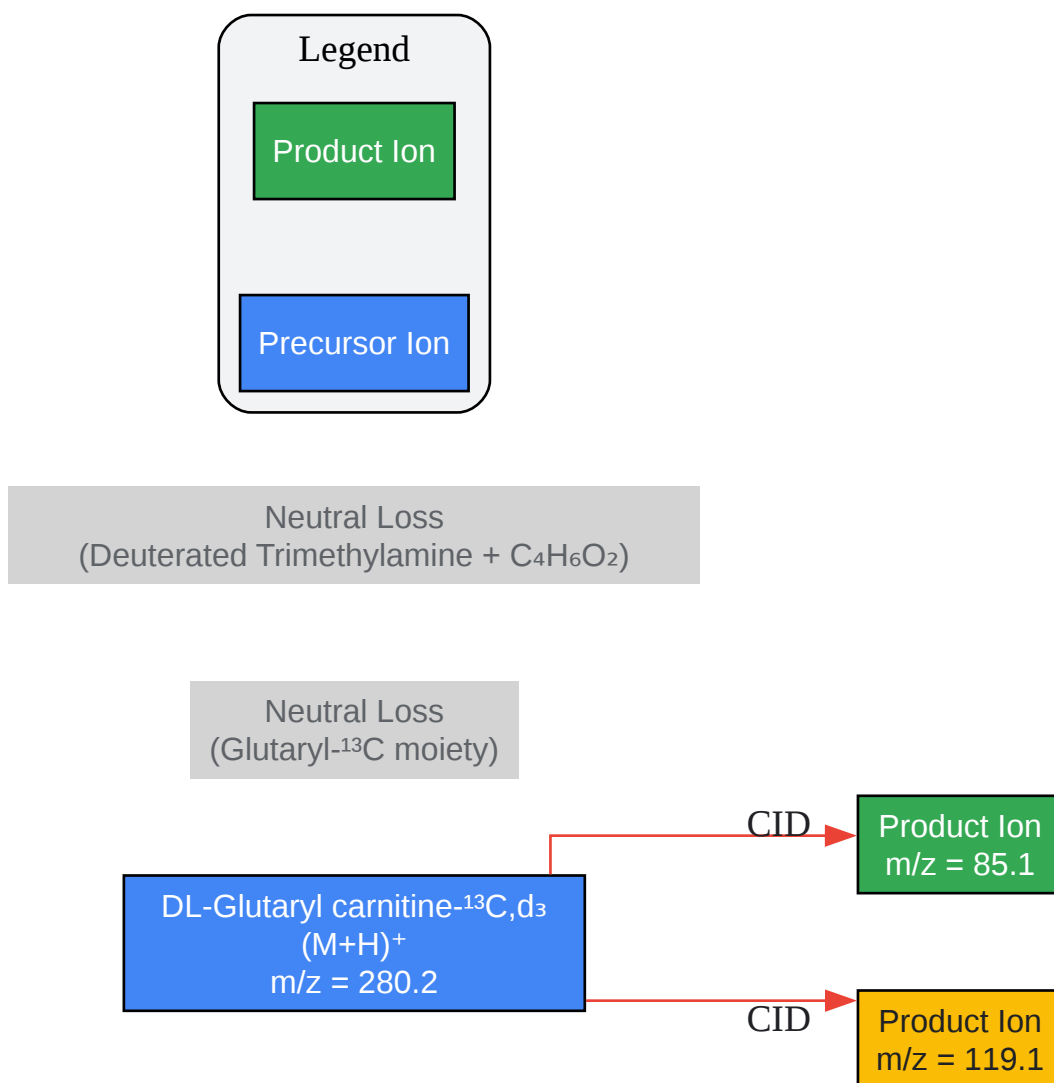 Legend
Product Ion
Precursor Ion
Neutral Loss
(Deuterated Trimethylamine + C₄H₆O₂)
Neutral Loss
(Glutaryl-¹³C moiety)
CID
Product Ion
m/z = 85.1
DL-Glutaryl carnitine-¹³C,d₃
(M+H)⁺
m/z = 280.2
CID
Product Ion
m/z = 119.1